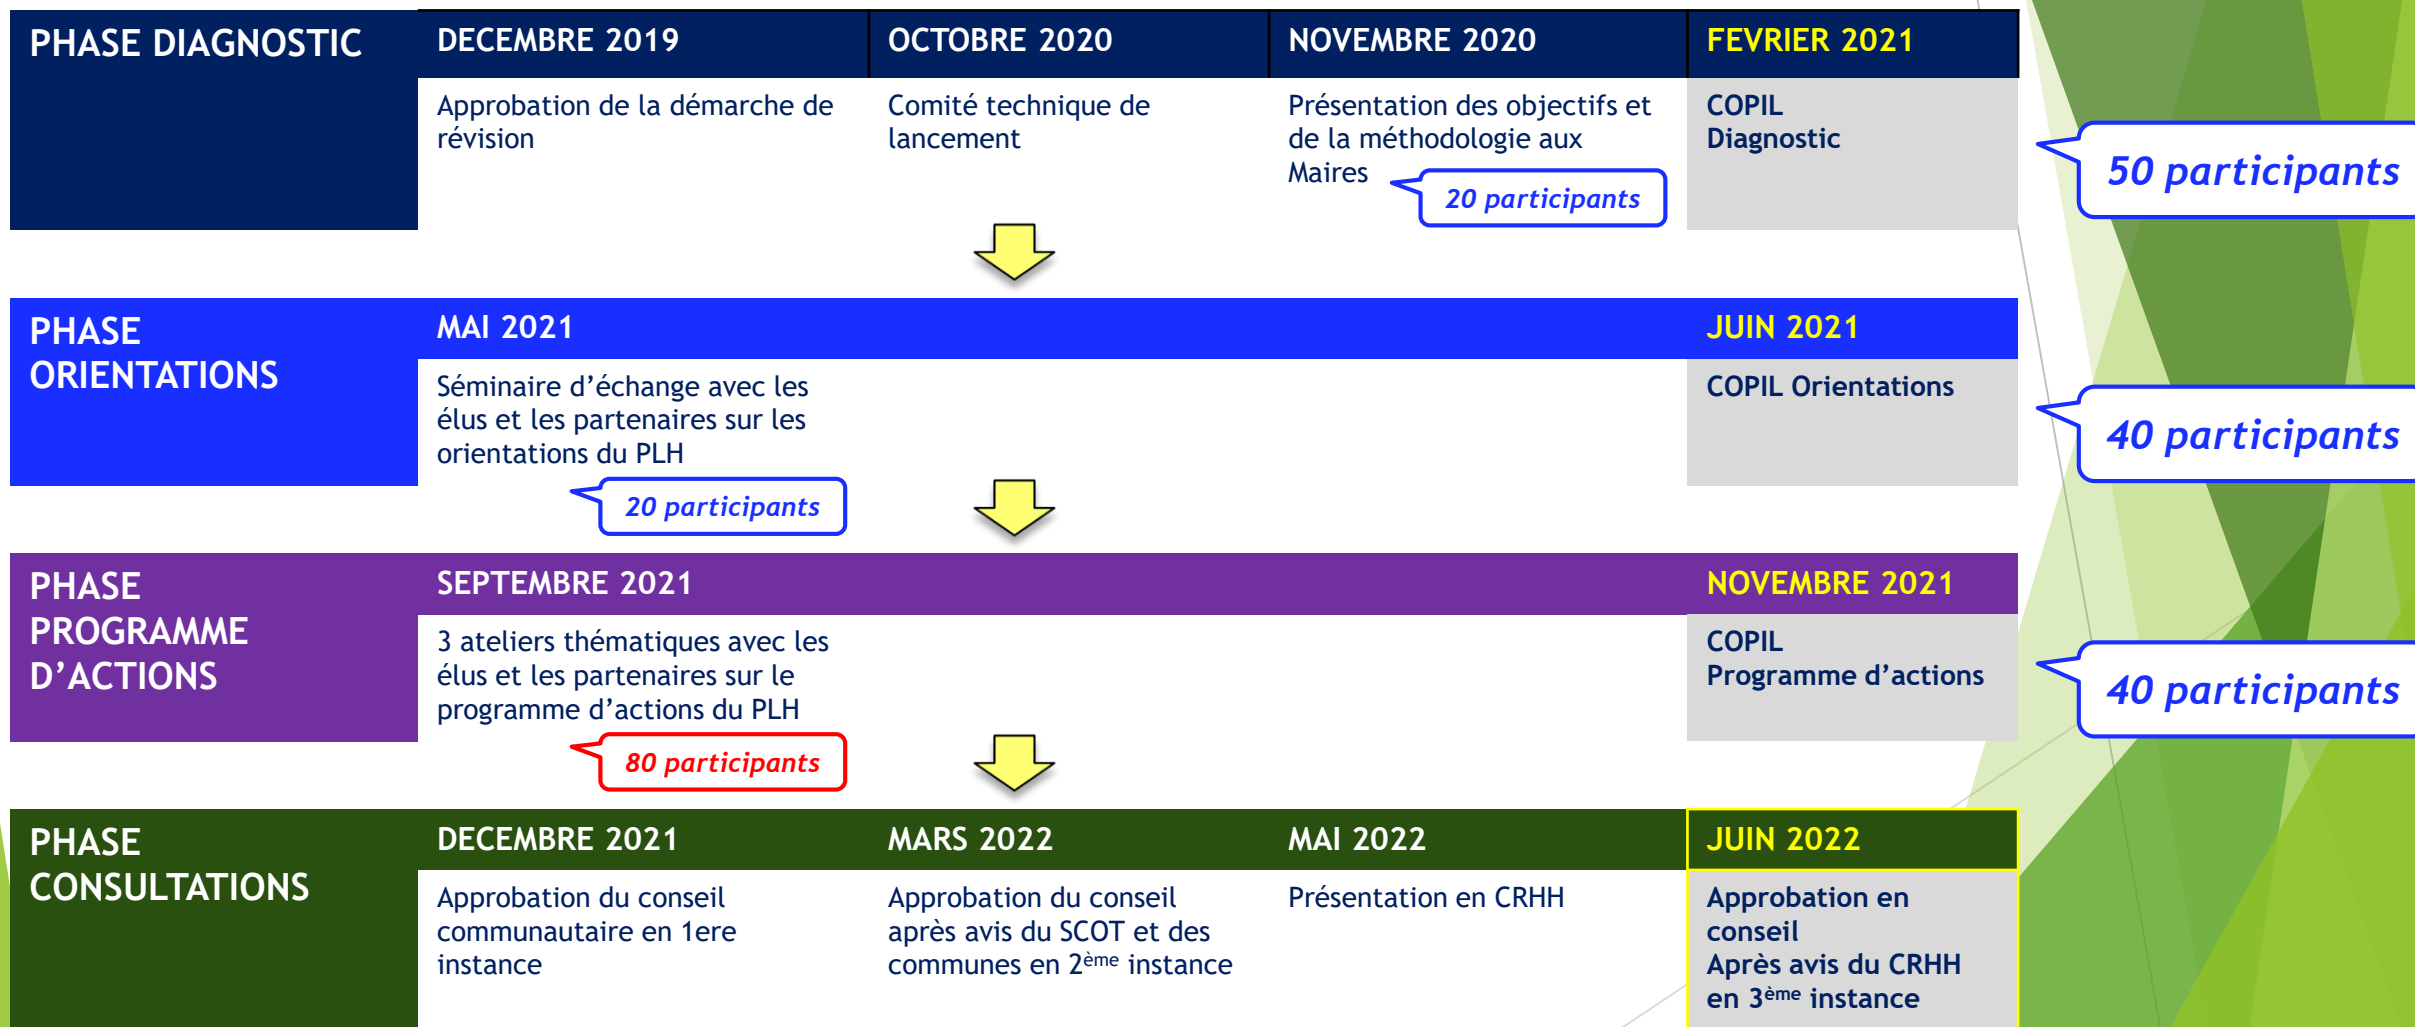 PHASE DIAGNOSTIC
DECEMBRE 2019
OCTOBRE 2020
NOVEMBRE 2020
FEVRIER 2021
Approbation de la démarche de
révision
Comité technique de
lancement
Présentation des objectifs et
de la méthodologie aux
Maires
20 participants
COPIL
Diagnostic
50 participants
PHASE
ORIENTATIONS
MAI 2021
JUIN 2021
Séminaire d’échange avec les
élus et les partenaires sur les
orientations du PLH
20 participants
COPIL Orientations
40 participants
PHASE
PROGRAMME
D’ACTIONS
SEPTEMBRE 2021
NOVEMBRE 2021
3 ateliers thématiques avec les
élus et les partenaires sur le
programme d’actions du PLH
80 participants
COPIL
Programme d’actions
40 participants
PHASE
CONSULTATIONS
DECEMBRE 2021
MARS 2022
MAI 2022
JUIN 2022
Approbation du conseil
communautaire en 1ere
instance
Approbation du conseil
après avis du SCOT et des
communes en 2ème instance
Présentation en CRHH
Approbation en
conseil
Après avis du CRHH
en 3ème instance